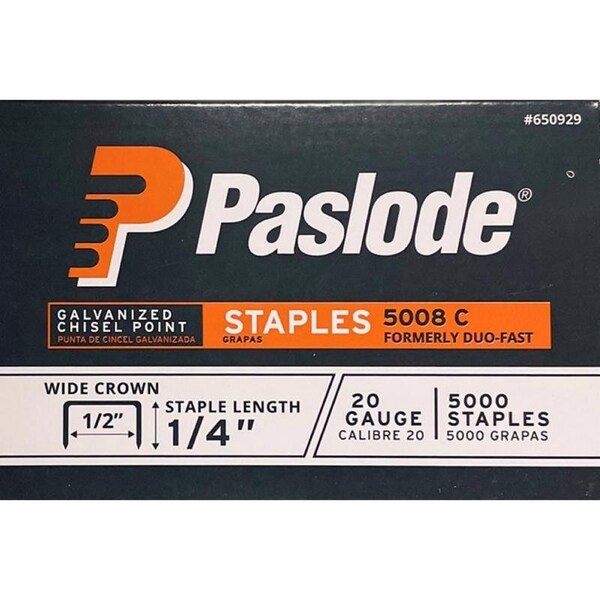 #650929
Paslode®
GALVANIZED
CHISEL POINT
PUNTA DE CINCEL GALVANIZADA
STAPLES
GRAPAS
5008 C
FORMERLY DUO-FAST
WIDE CROWN
1/2”
STAPLE LENGTH
1/4”
20
GAUGE
CALIBRE 20
5000
STAPLES
5000 GRAPAS